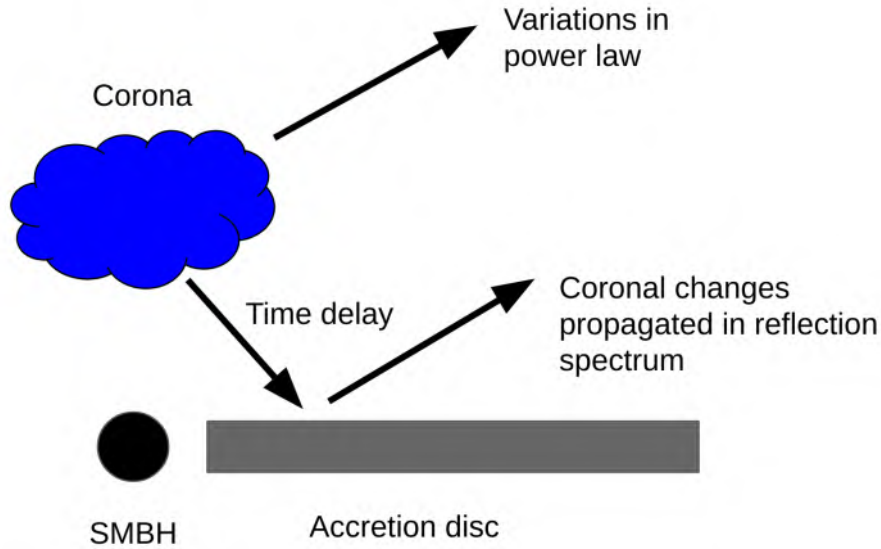 Variations in
power law
Corona
Time delay
Coronal changes
propagated in reflection
spectrum
SMBH
Accretion disc